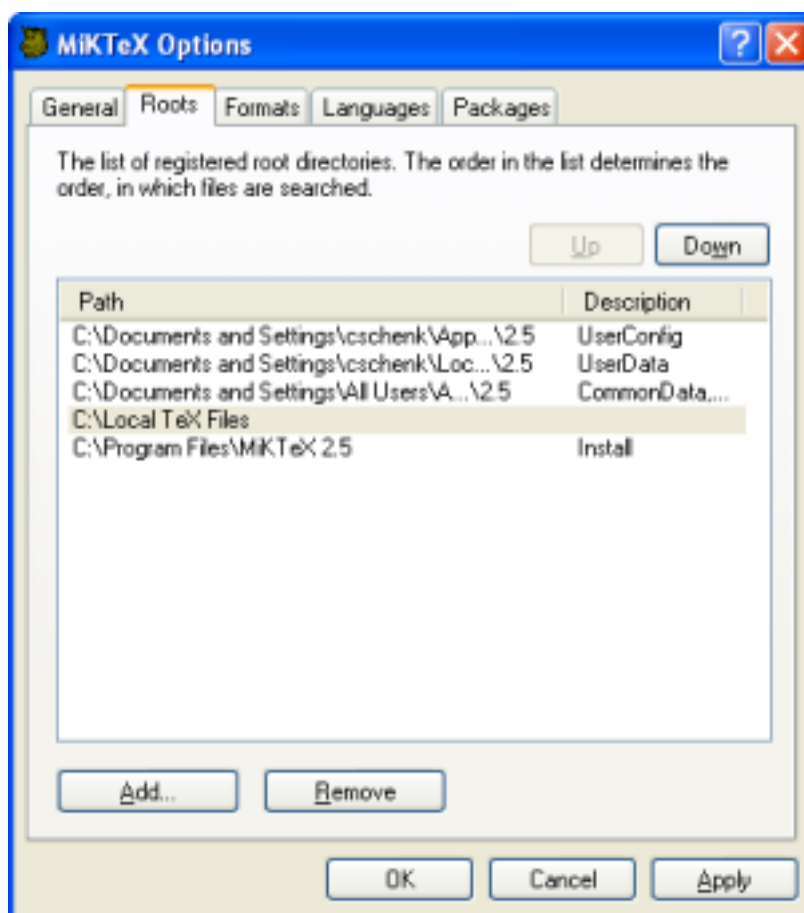 MiKTeX Options
General Roots Formats Languages Packages
The list of registered root directories. The order in the list determines the
order, in which files are searched.
Up Down
Path Description
C:\Documents and Settings\cschenk\App...\2.5 UserConfig
C:\Documents and Settings\cschenk\Loc...\2.5 UserData
C:\Documents and Settings\All Users\A...\2.5 CommonData,...
C:\Local TeX Files
C:\Program Files\MiKTeX 2.5 Install
Add... Remove
OK Cancel Apply